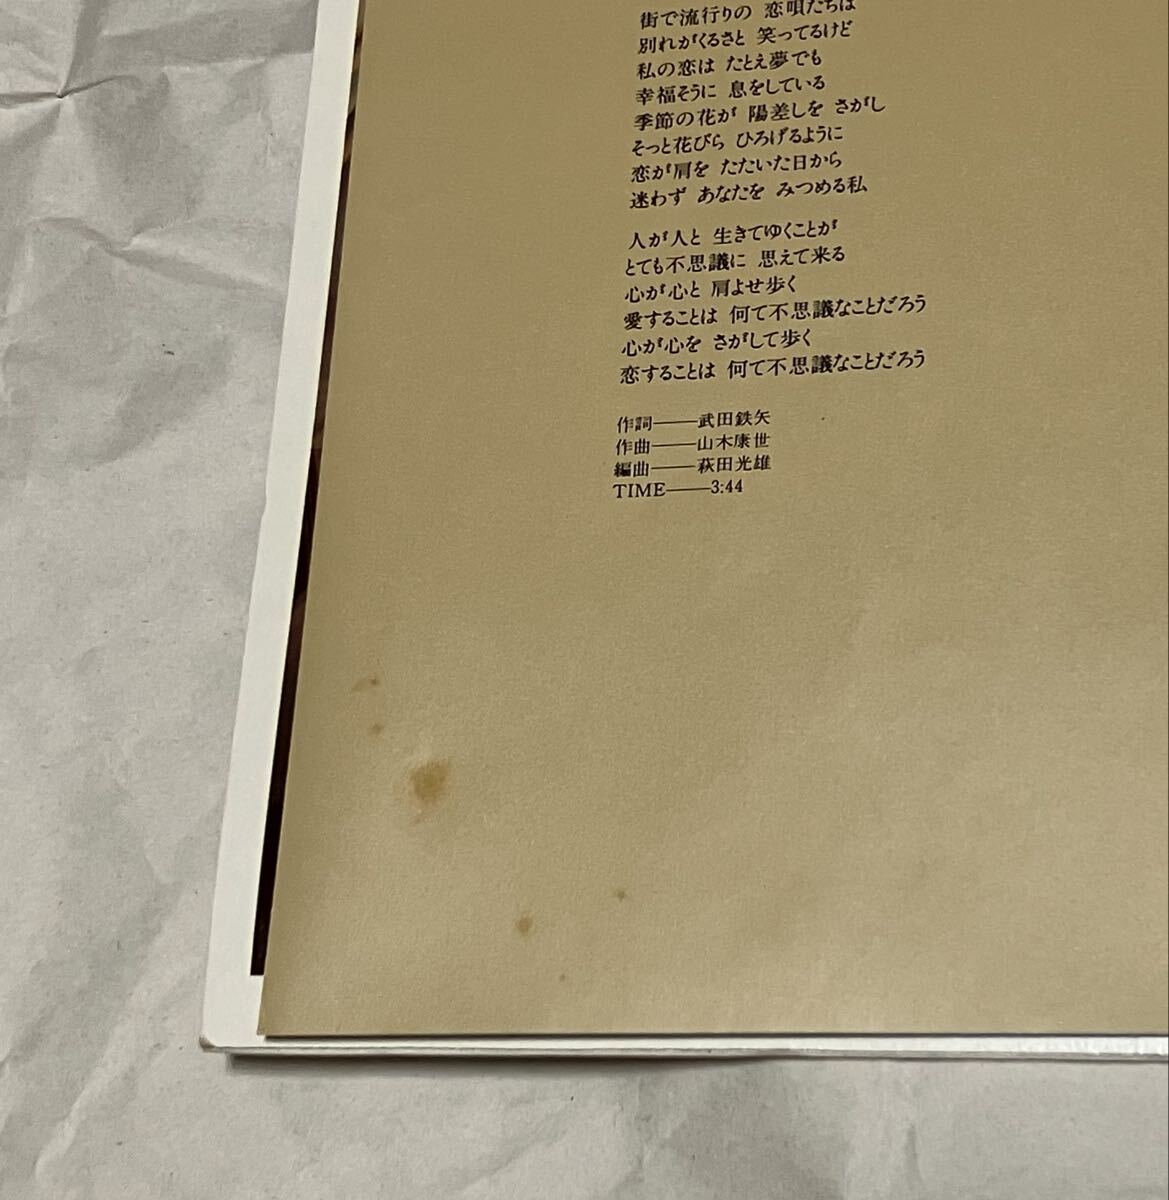 街で流行りの 恋唄たちは
別れがくるさと 笑ってるけど
私の恋は たとえ夢でも
幸福そうに 息をしている
季節の花が 陽差しを さがし
そっと花びら ひろげるように
恋が肩を たたいた日から
迷わず あなたを みつめる私
人が人と 生きてゆくことが
とても不思議に 思えて来る
心が心と 肩よせ歩く
愛することは 何て不思議なことだろう
心が心を さがして歩く
恋することは 何て不思議なことだろう
作詞——武田鉄矢
作曲——山木康世
編曲——萩田光雄
TIME——3:44